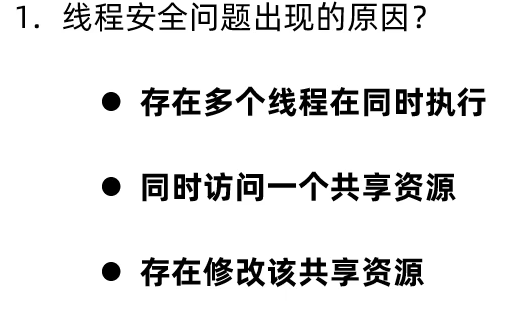 1. 线程安全问题出现的原因？
● 存在多个线程在同时执行
● 同时访问一个共享资源
● 存在修改该共享资源